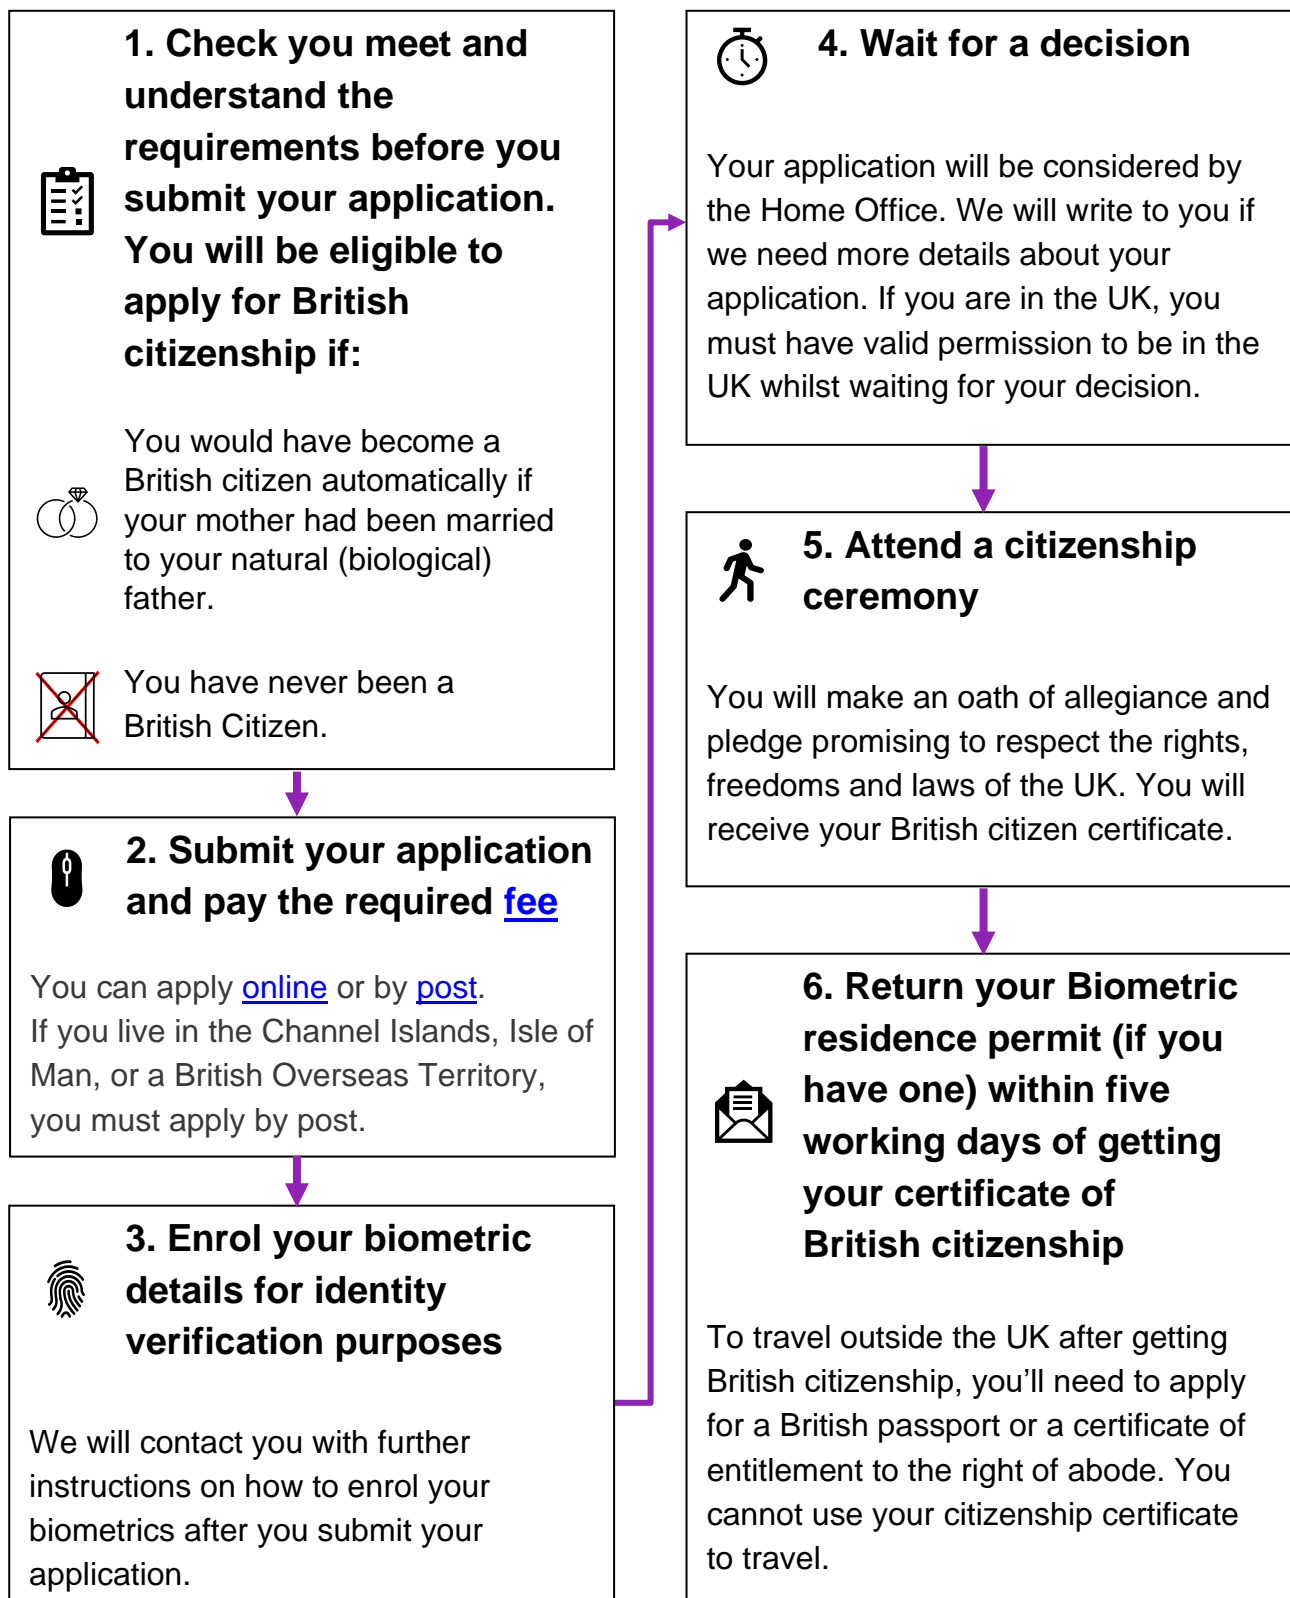 1. Check you meet and
understand the
requirements before you
submit your application.
You will be eligible to
apply for British
citizenship if:
You would have become a
British citizen automatically if
your mother had been married
to your natural (biological)
father.
You have never been a
British Citizen.
2. Submit your application
and pay the required fee
You can apply online or by post.
If you live in the Channel Islands, Isle of
Man, or a British Overseas Territory,
you must apply by post.
3. Enrol your biometric
details for identity
verification purposes
We will contact you with further
instructions on how to enrol your
biometrics after you submit your
application.
4. Wait for a decision
Your application will be considered by
the Home Office. We will write to you if
we need more details about your
application. If you are in the UK, you
must have valid permission to be in the
UK whilst waiting for your decision.
5. Attend a citizenship
ceremony
You will make an oath of allegiance and
pledge promising to respect the rights,
freedoms and laws of the UK. You will
receive your British citizen certificate.
6. Return your Biometric
residence permit (if you
have one) within five
working days of getting
your certificate of
British citizenship
To travel outside the UK after getting
British citizenship, you’ll need to apply
for a British passport or a certificate of
entitlement to the right of abode. You
cannot use your citizenship certificate
to travel.